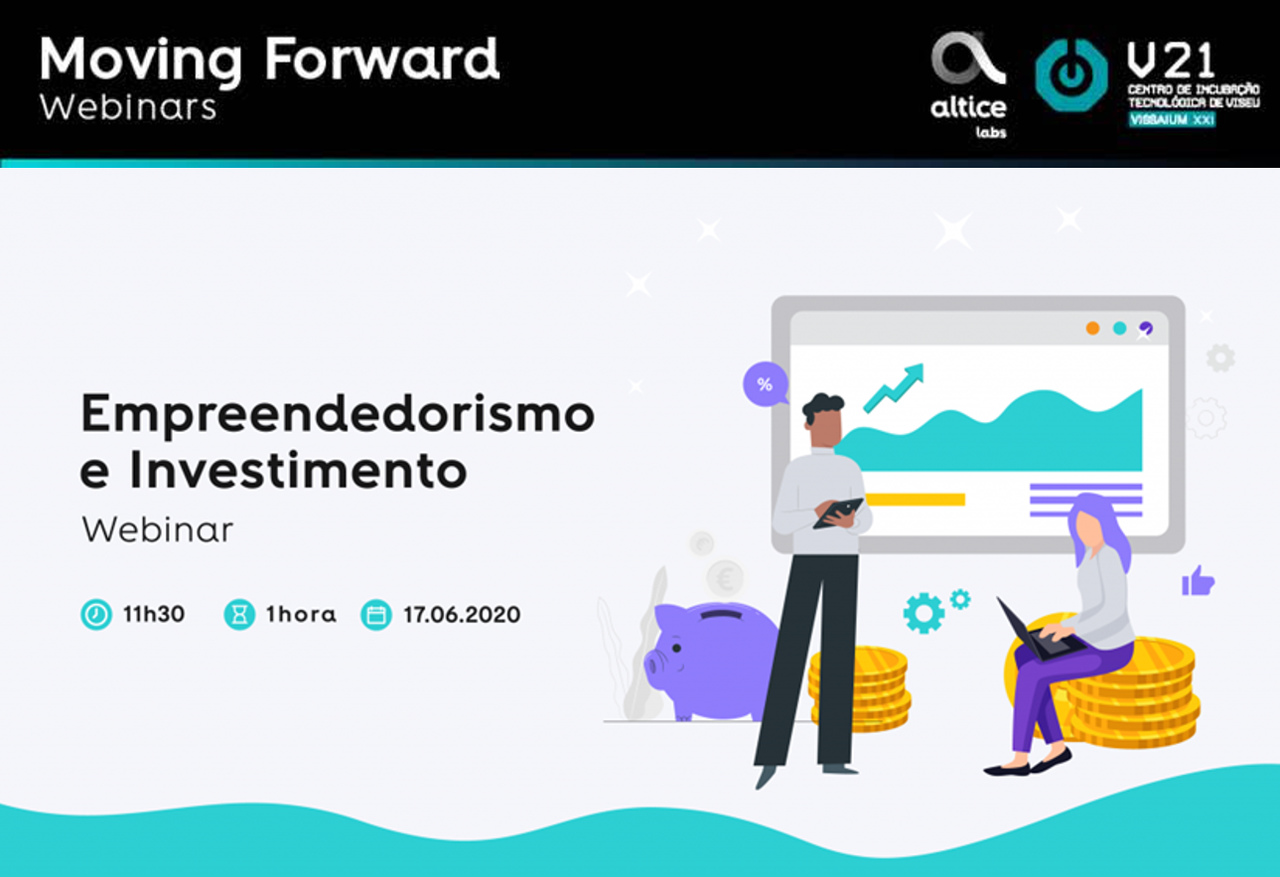 Moving Forward
Webinars
altice
labs
V21
CENTRO DE INCUBAÇÃO
TECNOLÓGICA DE VISEU
VISSAIUM XXI
Empreendedorismo
e Investimento
Webinar
11h30
1hora
17.06.2020
%
€